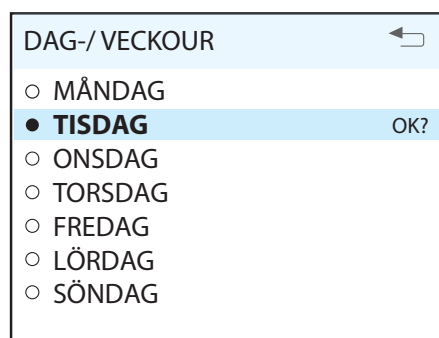 DAG-/ VECKOUR
MÅNDAG
TISDAG OK?
ONSDAG
TORSDAG
FREDAG
LÖRDAG
SÖNDAG